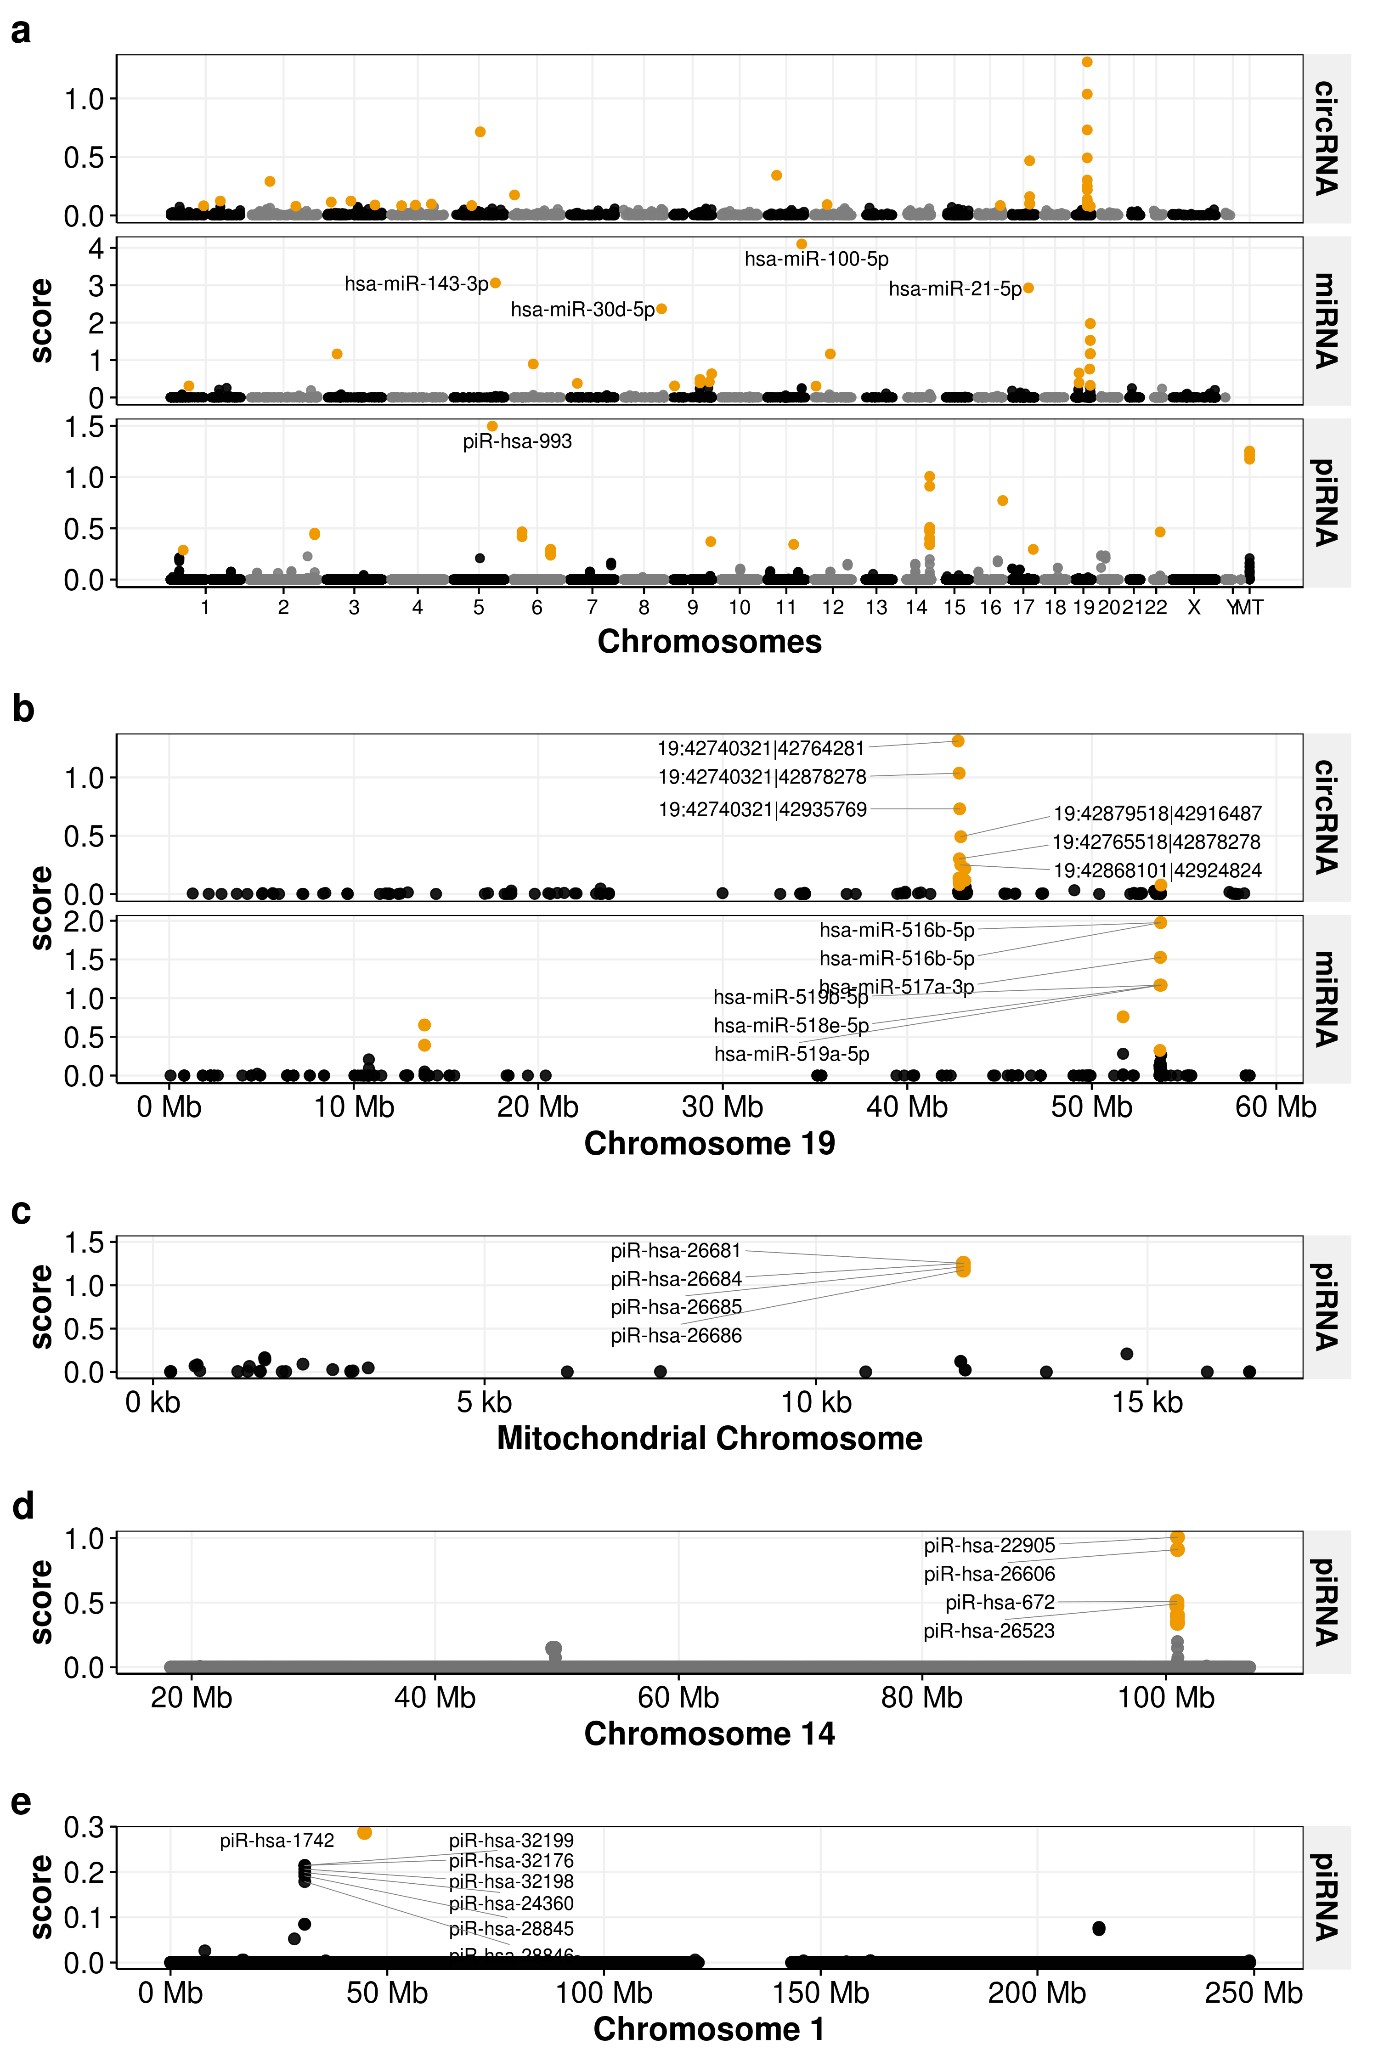 a
1.0
0.5
0.0
circRNA
4
3
2
1
0
hsa-miR-100-5p
hsa-miR-143-3p
hsa-miR-21-5p
hsa-miR-30d-5p
miRNA
score
1.5
1.0
0.5
0.0
piR-hsa-993
piRNA
1 2 3 4 5 6 7 8 9 10 11 12 13 14 15 16 17 18 19 20 21 22 X Y MT
Chromosomes
b
1.0
0.5
0.0
19:42740321|42764281
19:42740321|42878278
19:42740321|42935769
19:42879518|42916487
19:42765518|42878278
19:42868101|42924824
circRNA
score
2.0
1.5
1.0
0.5
0.0
hsa-miR-516b-5p
hsa-miR-516b-5p
hsa-miR-517a-3p
hsa-miR-519b-5p
hsa-miR-518e-5p
hsa-miR-519a-5p
miRNA
0 Mb 10 Mb 20 Mb 30 Mb 40 Mb 50 Mb 60 Mb
Chromosome 19
c
1.5
1.0
0.5
0.0
score
piR-hsa-26681
piR-hsa-26684
piR-hsa-26685
piR-hsa-26686
piRNA
0 kb 5 kb 10 kb 15 kb
Mitochondrial Chromosome
d
1.0
0.5
0.0
score
piR-hsa-22905
piR-hsa-26606
piR-hsa-672
piR-hsa-26523
piRNA
20 Mb 40 Mb 60 Mb 80 Mb 100 Mb
Chromosome 14
e
0.3
0.2
0.1
0.0
score
piR-hsa-1742
piR-hsa-32199
piR-hsa-32176
piR-hsa-32198
piR-hsa-24360
piR-hsa-28845
piR-hsa-28846
piRNA
0 Mb 50 Mb 100 Mb 150 Mb 200 Mb 250 Mb
Chromosome 1